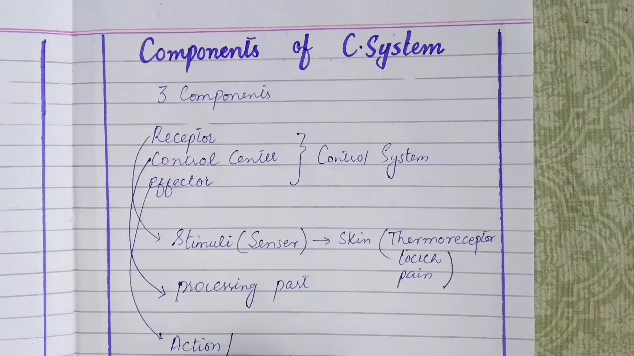 Components of C.System
3 Components
Receptor
Control Center } Control System
effector
Stimuli (Senser) → Skin (Thermoreceptor
touch
pain)
processing part
Action /